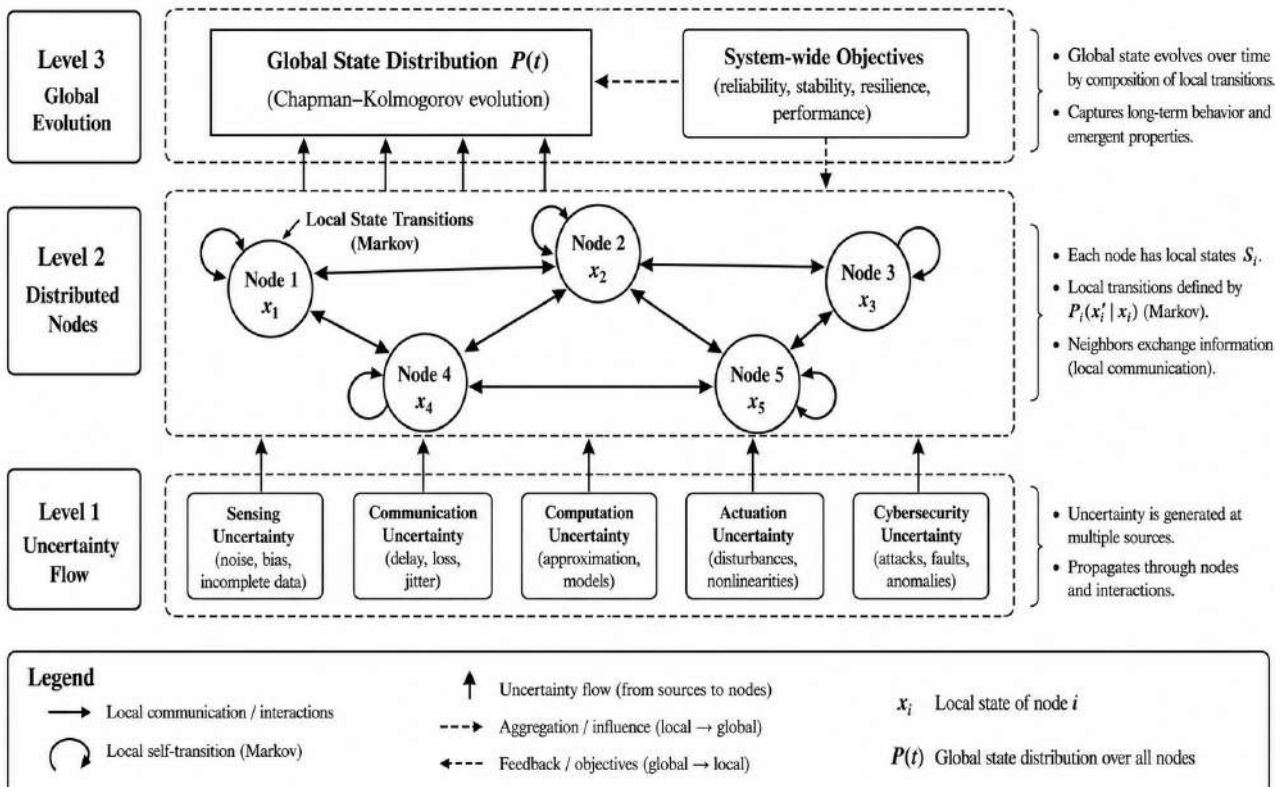 Level 3
Global
Evolution
Global State Distribution P(t)
(Chapman–Kolmogorov evolution)
System-wide Objectives
(reliability, stability, resilience,
performance)
• Global state evolves over time
by composition of local transitions.
• Captures long-term behavior and
emergent properties.
Level 2
Distributed
Nodes
Local State Transitions
(Markov)
Node 1
x₁
Node 2
x₂
Node 3
x₃
Node 4
x₄
Node 5
x₅
• Each node has local states Sᵢ.
• Local transitions defined by
Pᵢ(xᵢ′ | xᵢ) (Markov).
• Neighbors exchange information
(local communication).
Level 1
Uncertainty
Flow
Sensing
Uncertainty
(noise, bias,
incomplete data)
Communication
Uncertainty
(delay, loss,
jitter)
Computation
Uncertainty
(approximation,
models)
Actuation
Uncertainty
(disturbances,
nonlinearities)
Cybersecurity
Uncertainty
(attacks, faults,
anomalies)
• Uncertainty is generated at
multiple sources.
• Propagates through nodes
and interactions.
Legend
Local communication / interactions
Local self-transition (Markov)
Uncertainty flow (from sources to nodes)
Aggregation / influence (local → global)
Feedback / objectives (global → local)
xᵢ Local state of node i
P(t) Global state distribution over all nodes